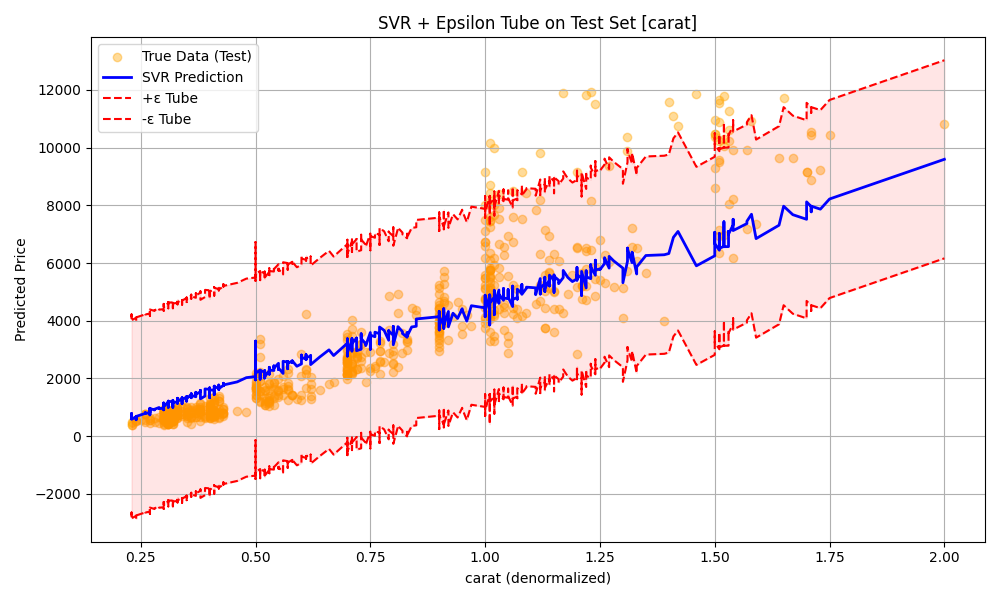 SVR + Epsilon Tube on Test Set [carat]
True Data (Test)
SVR Prediction
+ε Tube
-ε Tube
Predicted Price
12000
10000
8000
6000
4000
2000
0
−2000
0.25 0.50 0.75 1.00 1.25 1.50 1.75 2.00
carat (denormalized)